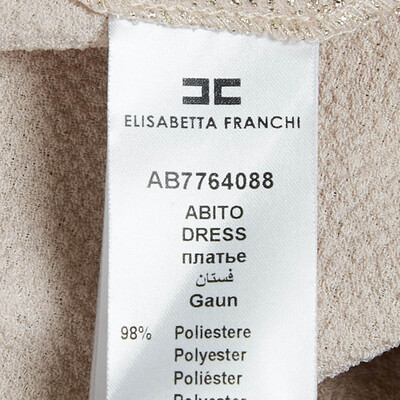 ELISABETTA FRANCHI
AB7764088
ABITO
DRESS
платье
فستان
Gaun
98% Poliestere
Polyester
Poliéster
Polyester